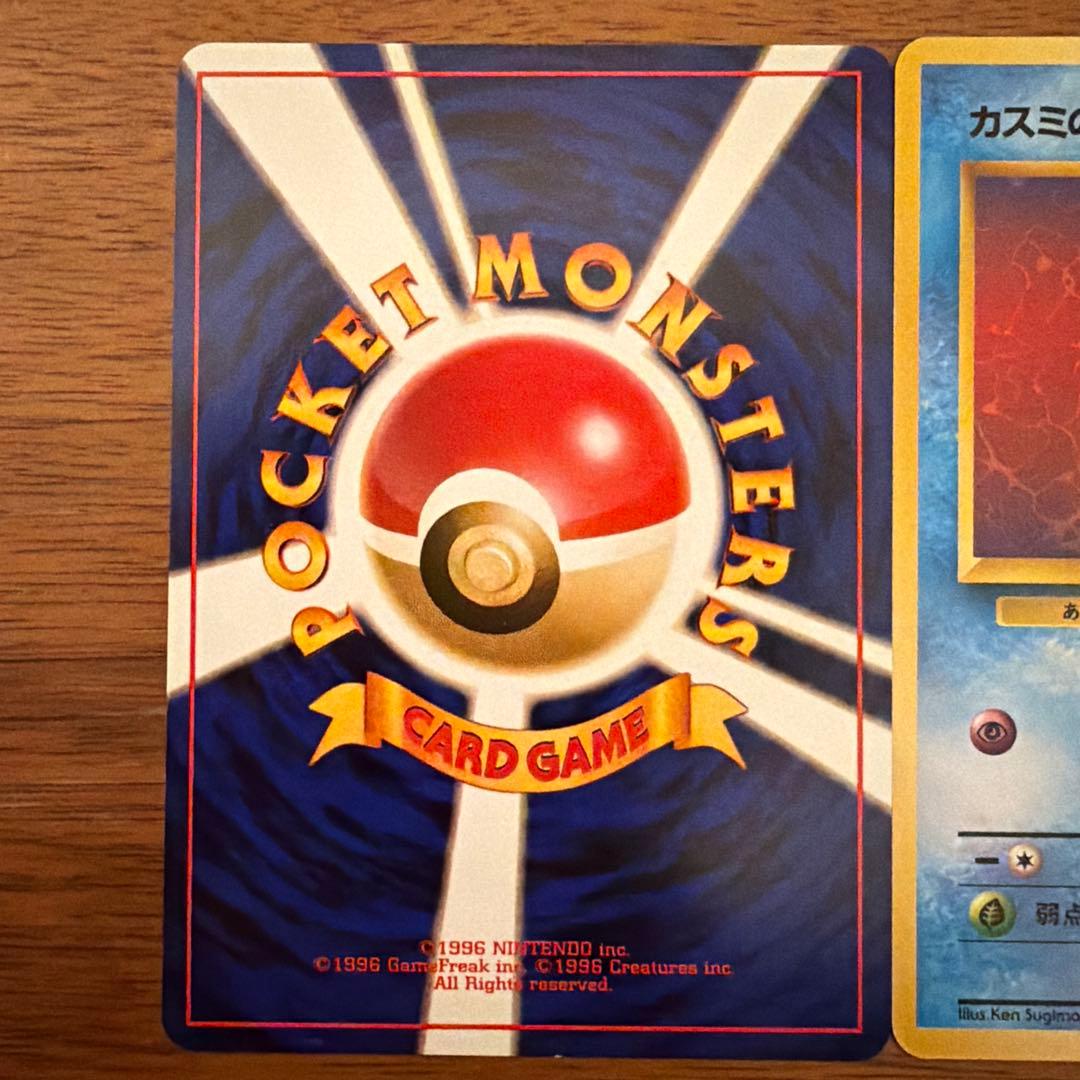 POCKET MONSTERS
CARD GAME
©1996 NINTENDO inc.
©1996 GameFreak inc. ©1996 Creatures inc.
All Rights reserved.
カスミの
あ
弱点
Illus. Ken Sugimo